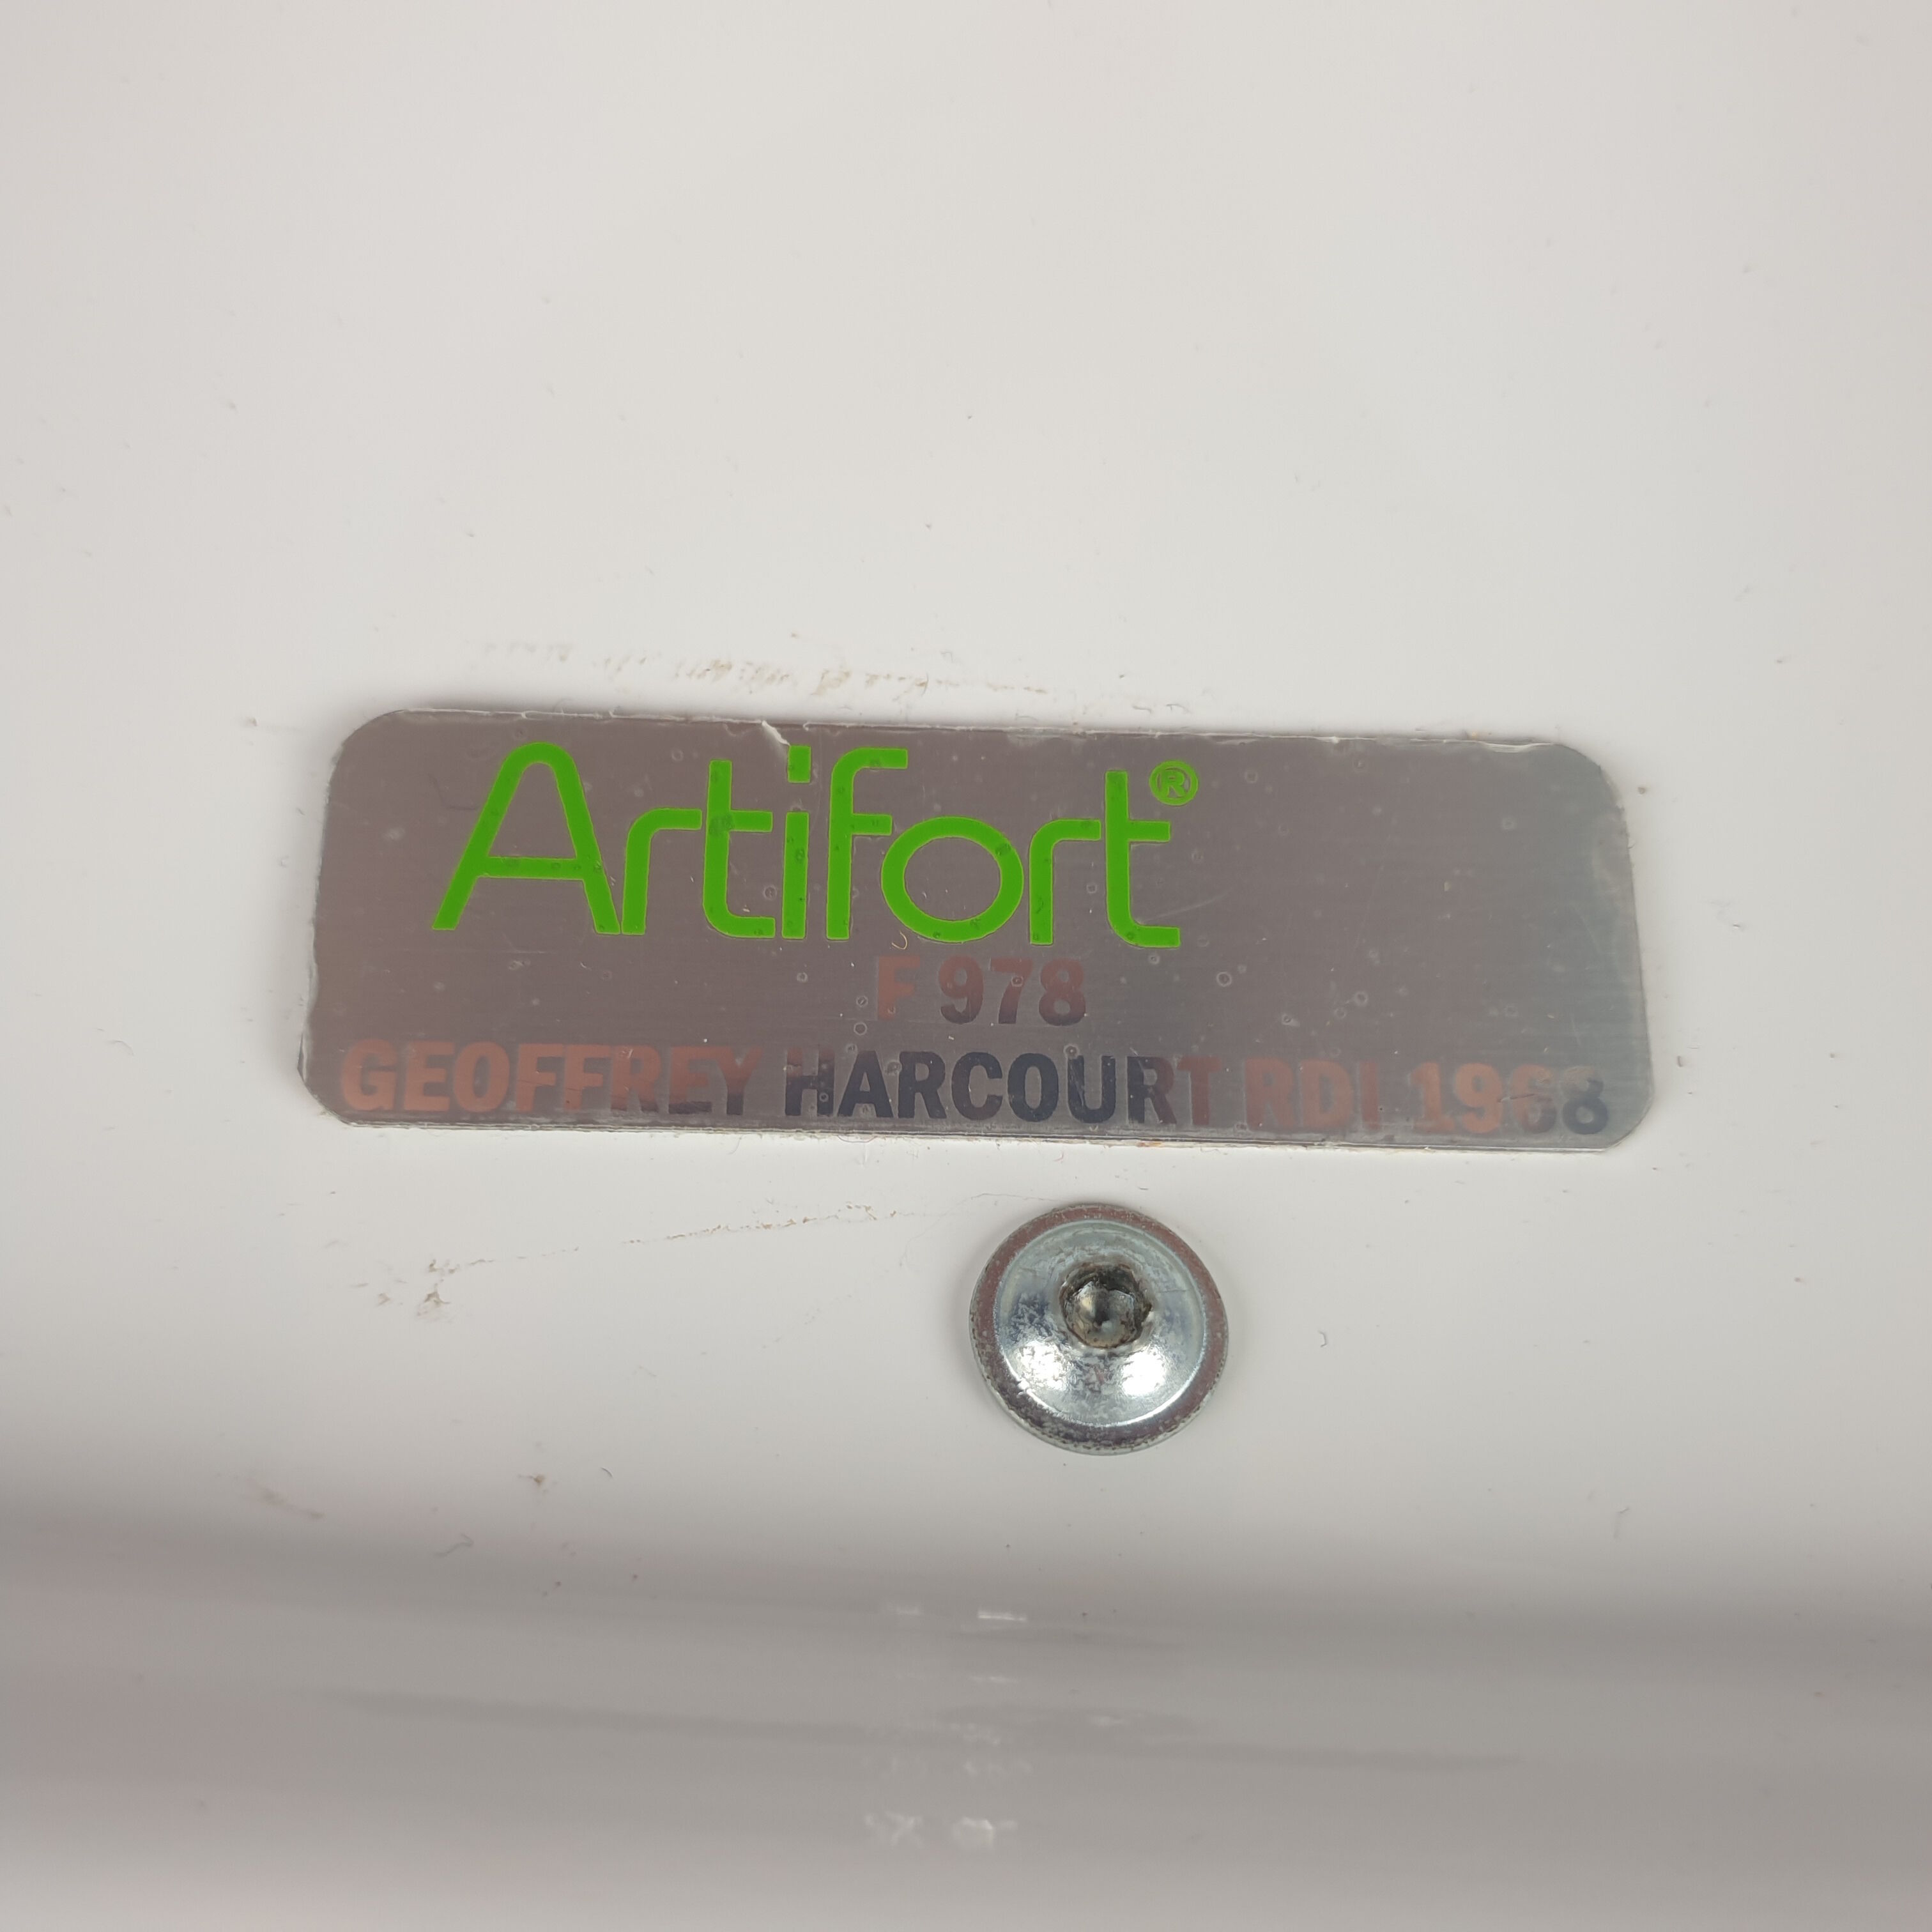 Artifort®
F 978
GEOFFREY HARCOURT RDI 1968